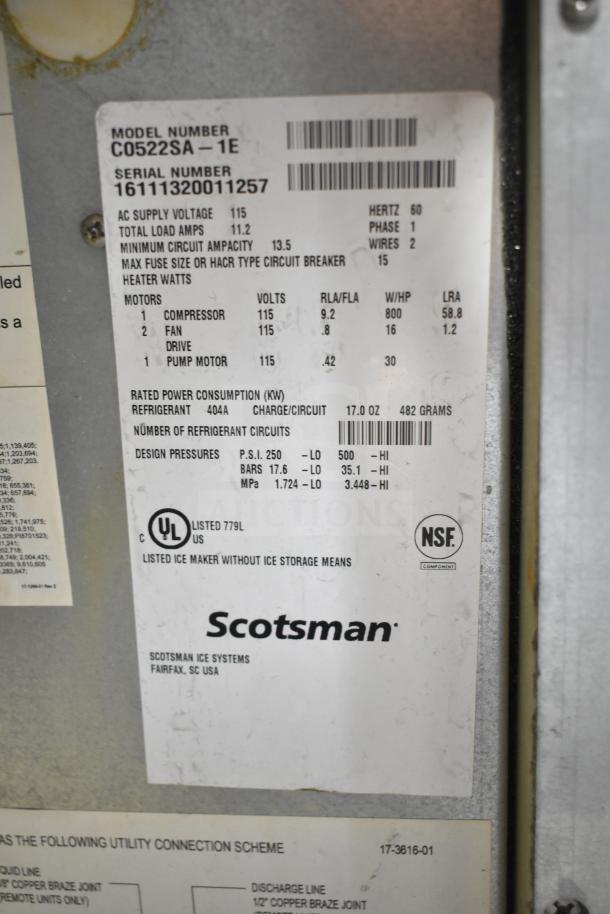 MODEL NUMBER
C0522SA – 1E
SERIAL NUMBER
16111320011257
AC SUPPLY VOLTAGE 115 HERTZ 60
TOTAL LOAD AMPS 11.2 PHASE 1
MINIMUM CIRCUIT AMPACITY 13.5 WIRES 2
MAX FUSE SIZE OR HACR TYPE CIRCUIT BREAKER 15
HEATER WATTS
MOTORS VOLTS RLA/FLA W/HP LRA
1 COMPRESSOR 115 9.2 800 58.8
2 FAN 115 .8 16 1.2
DRIVE
1 PUMP MOTOR 115 .42 30
RATED POWER CONSUMPTION (KW)
REFRIGERANT 404A CHARGE/CIRCUIT 17.0 OZ 482 GRAMS
NUMBER OF REFRIGERANT CIRCUITS
DESIGN PRESSURES P.S.I. 250 – LO 500 – HI
BARS 17.6 – LO 35.1 – HI
MPa 1.724 – LO 3.448 – HI
AUCTIONS
C UL US LISTED 779L
NSF
COMPONENT
LISTED ICE MAKER WITHOUT ICE STORAGE MEANS
Scotsman
SCOTSMAN ICE SYSTEMS
FAIRFAX, SC USA
led
s a
AS THE FOLLOWING UTILITY CONNECTION SCHEME 17-3616-01
QUID LINE
/8" COPPER BRAZE JOINT
(REMOTE UNITS ONLY)
DISCHARGE LINE
1/2" COPPER BRAZE JOINT